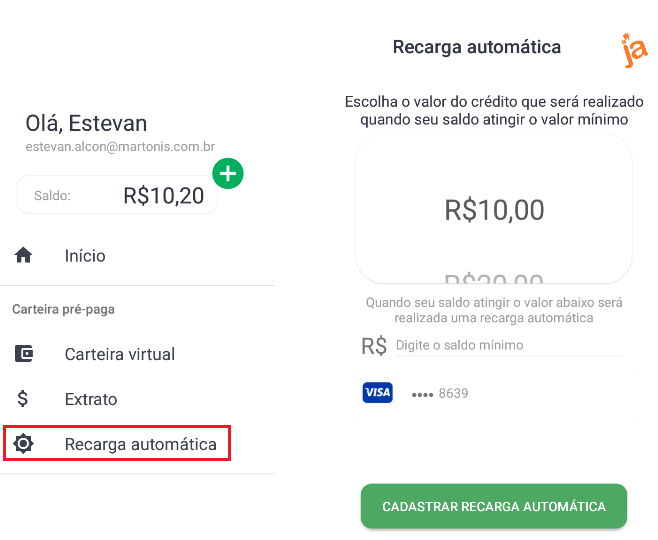 Olá, Estevan
estevan.alcon@martonis.com.br
Saldo: R$10,20
Início
Carteira pré-paga
Carteira virtual
Extrato
Recarga automática
Recarga automática
ja
Escolha o valor do crédito que será realizado
quando seu saldo atingir o valor mínimo
R$10,00
R$20,00
Quando seu saldo atingir o valor abaixo será
realizada uma recarga automática
R$ Digite o saldo mínimo
VISA •••• 8639
CADASTRAR RECARGA AUTOMÁTICA